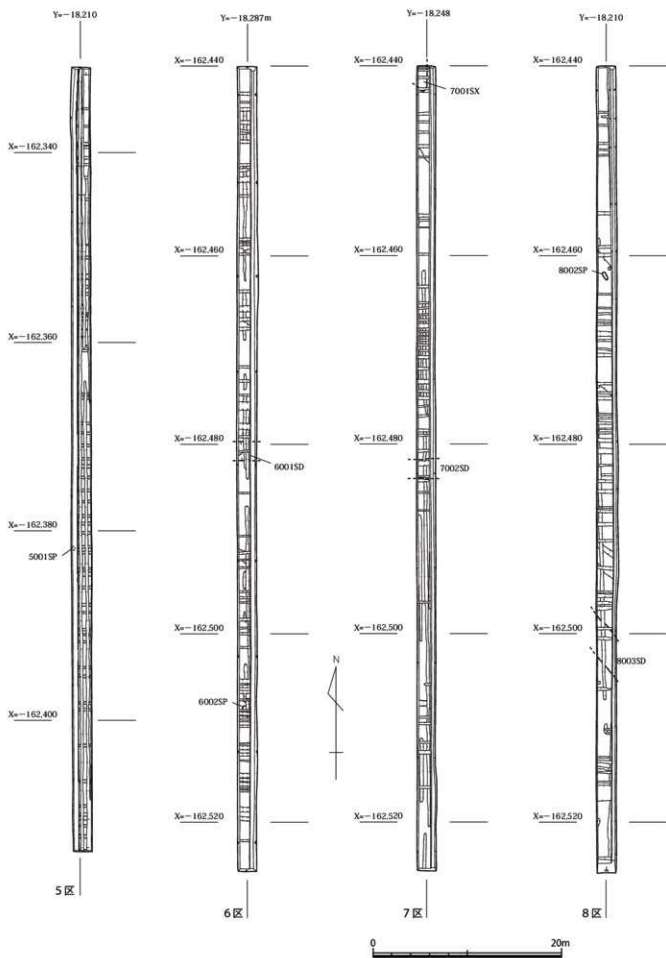 Y=−18,210
X=−162,340
X=−162,360
X=−162,380
5001SP
X=−162,400
5区
Y=−18,287m
X=−162,440
X=−162,460
X=−162,480
6001SD
X=−162,500
6002SP
X=−162,520
6区
Y=−18,248
X=−162,440
7001SX
X=−162,460
X=−162,480
7002SD
X=−162,500
X=−162,520
7区
Y=−18,210
X=−162,440
X=−162,460
8002SP
X=−162,480
X=−162,500
8003SD
X=−162,520
8区
N
0 20m